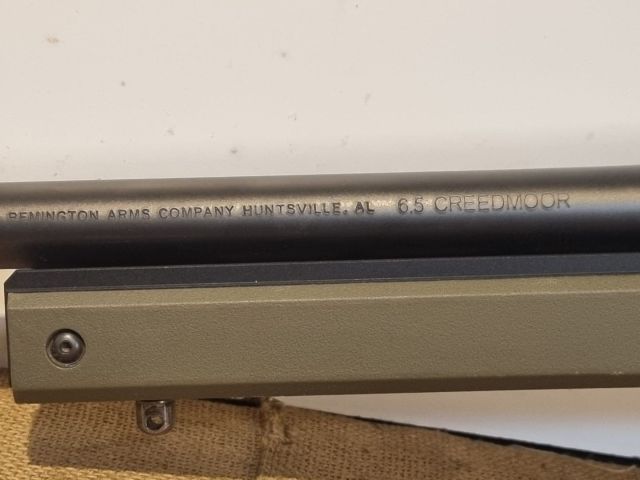 REMINGTON ARMS COMPANY HUNTSVILLE, AL 6.5 CREEDMOOR